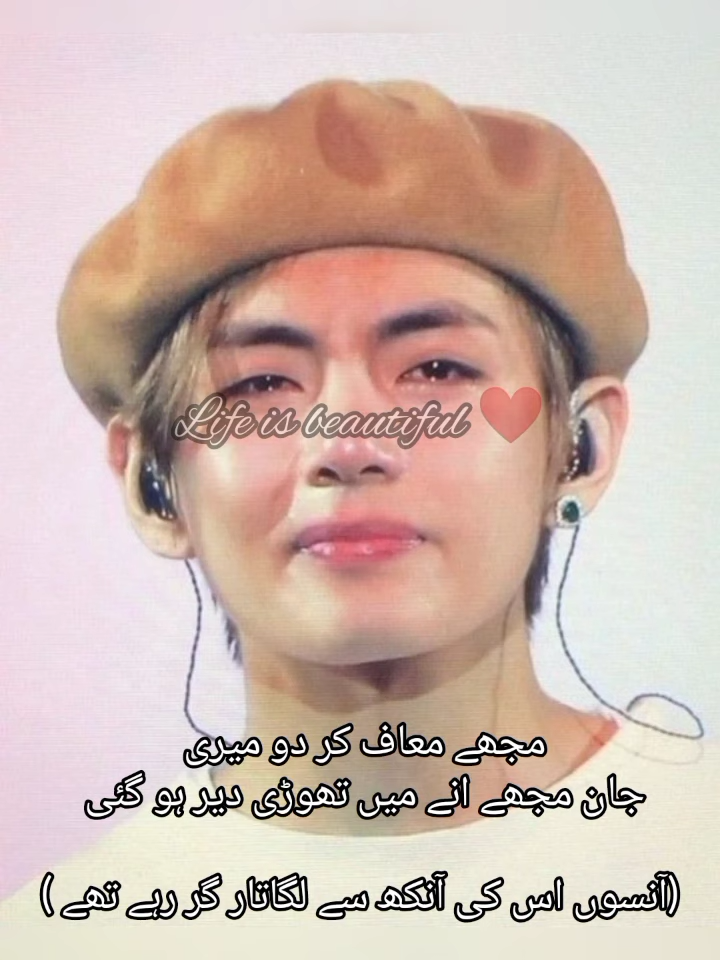 Life is beautiful ❤️
مجھے معاف کر دو میری
جان مجھے انے میں تھوڑی دیر ہو گئی
(آنسوں اس کی آنکھ سے لگاتار گر رہے تھے )